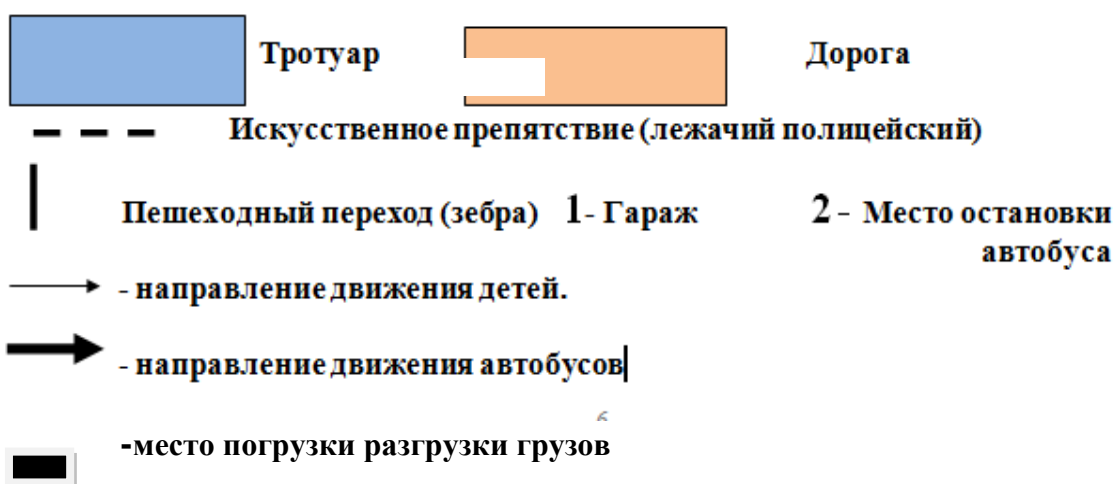 Тротуар Дорога
Искусственное препятствие (лежачий полицейский)
Пешеходный переход (зебра) 1- Гараж 2 - Место остановки
автобуса
- направление движения детей.
- направление движения автобусов
-место погрузки разгрузки грузов